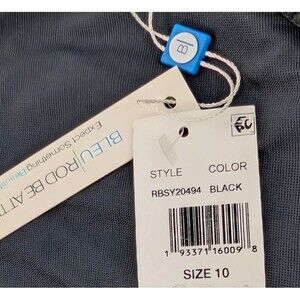 B
BLEU | ROD BEATTIE
Expect Something Beautiful
STYLE COLOR
RBSY20494 BLACK
1 93371 16009 8
SIZE 10